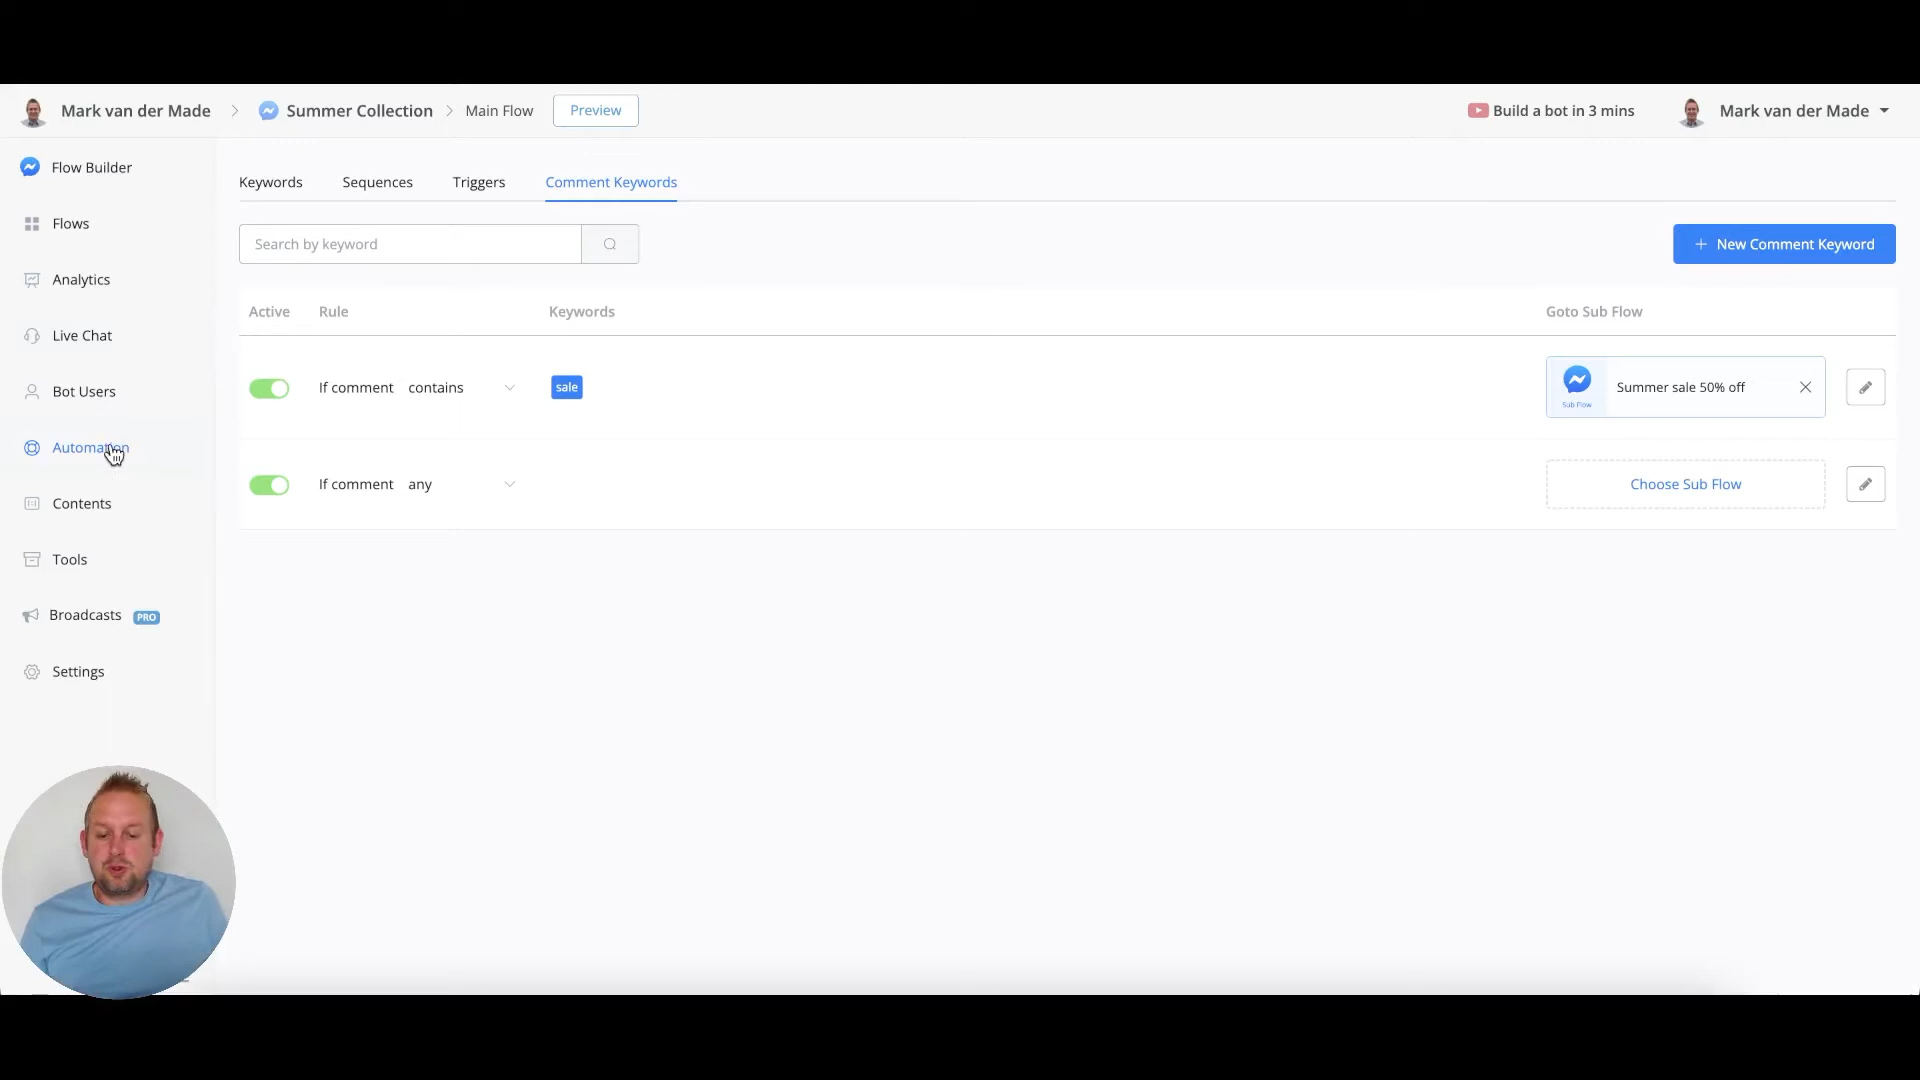 Mark van der Made > Summer Collection > Main Flow Preview Build a bot in 3 mins Mark van der Made
Flow Builder
Flows
Analytics
Live Chat
Bot Users
Automation
Contents
Tools
Broadcasts PRO
Settings
Keywords Sequences Triggers Comment Keywords
Search by keyword + New Comment Keyword
Active Rule Keywords Goto Sub Flow
If comment contains sale Summer sale 50% off
Sub Flow
If comment any Choose Sub Flow